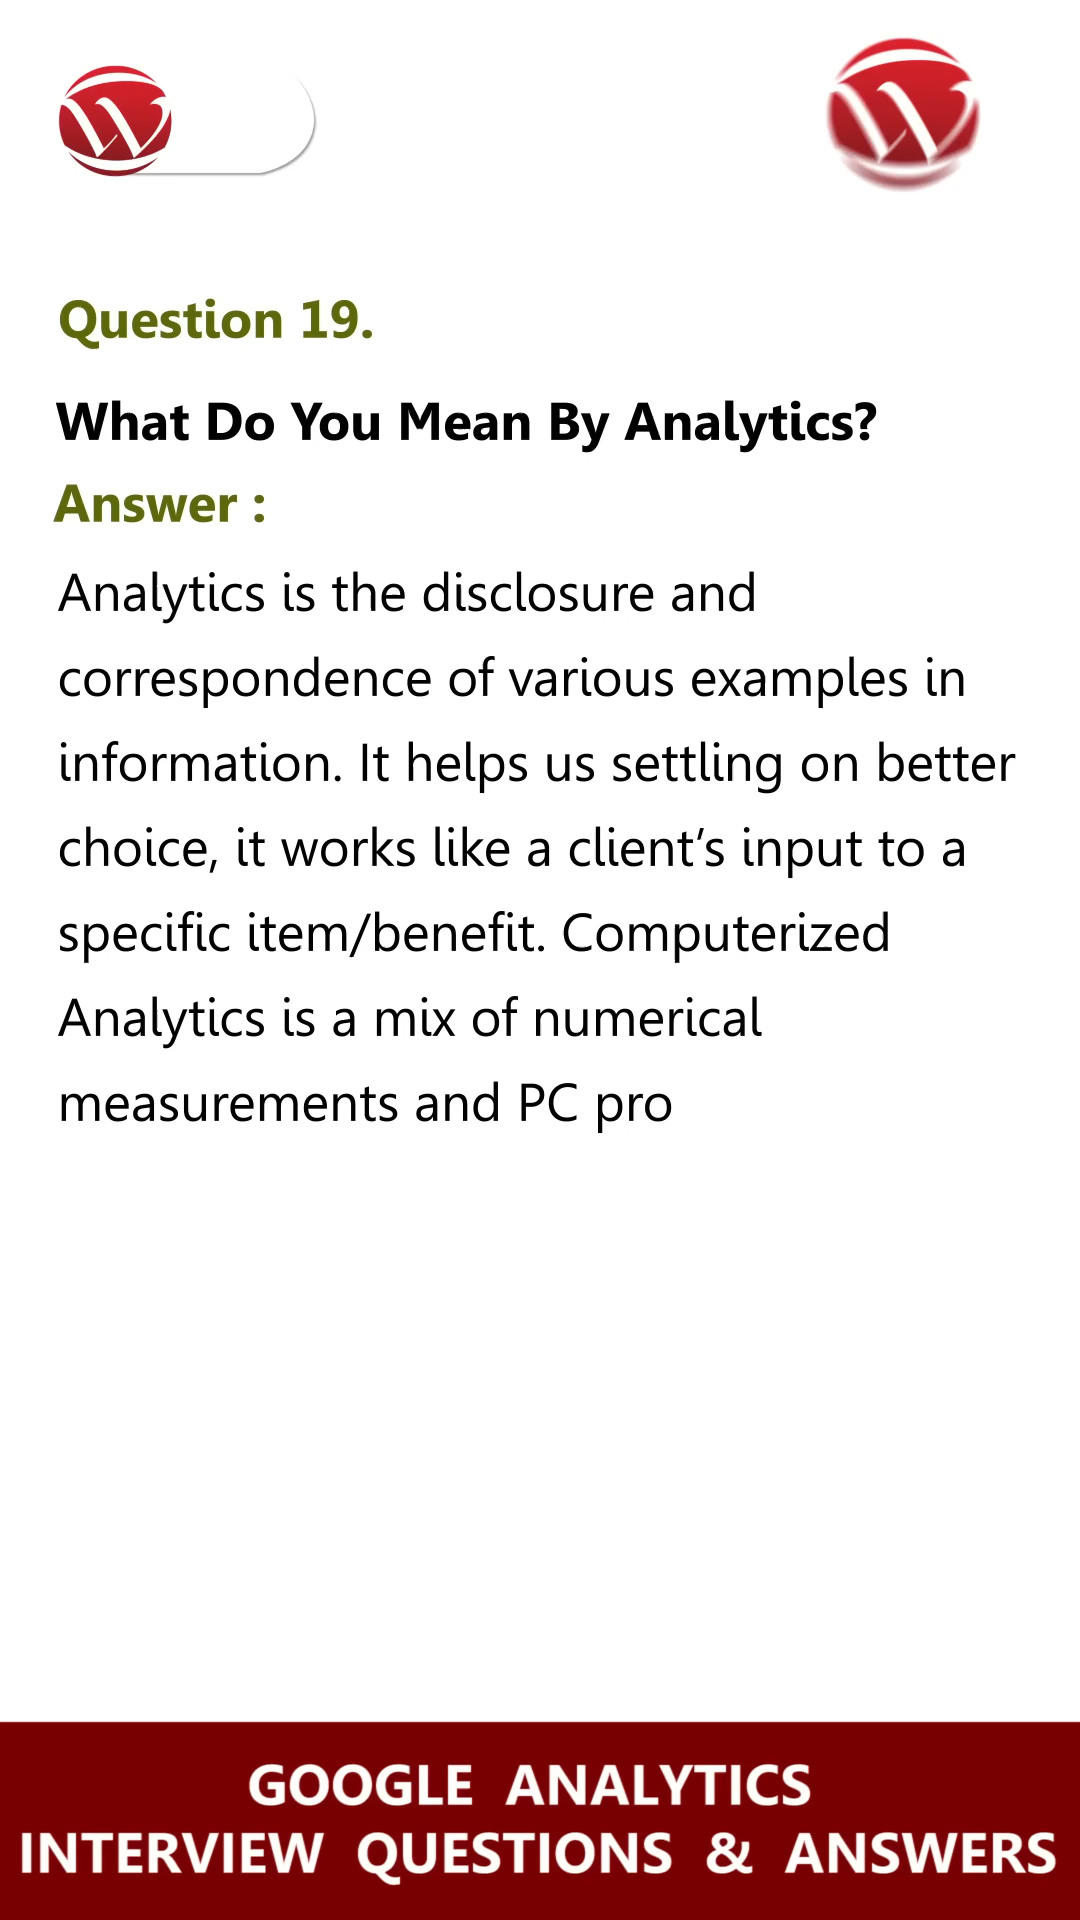 W
W
Question 19.
What Do You Mean By Analytics?
Answer :
Analytics is the disclosure and
correspondence of various examples in
information. It helps us settling on better
choice, it works like a client’s input to a
specific item/benefit. Computerized
Analytics is a mix of numerical
measurements and PC pro
GOOGLE ANALYTICS
INTERVIEW QUESTIONS & ANSWERS